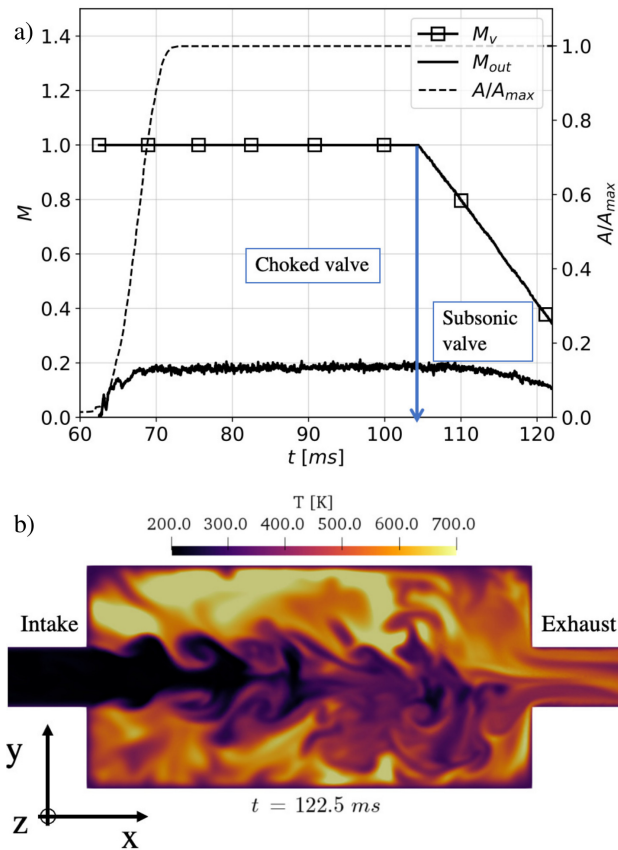 a)
M_v
M_out
A/A_max
1.4
1.2
1.0
0.8
0.6
0.4
0.2
0.0
M
1.0
0.8
0.6
0.4
0.2
0.0
A/A_max
Choked valve
Subsonic
valve
60 70 80 90 100 110 120
t [ms]
b)
T [K]
200.0 300.0 400.0 500.0 600.0 700.0
Intake
Exhaust
y
z
x
t = 122.5 ms